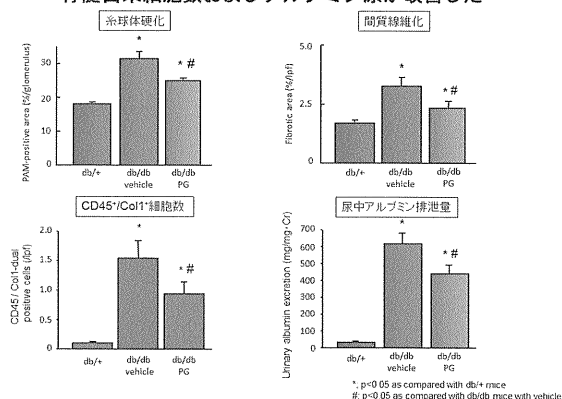 糸球体硬化
PAM-positive area (%/glomerulus)
30
20
10
0
*
* #
db/+
db/db
vehicle
db/db
PG
間質線維化
Fibrotic area (%/lpf)
5.0
2.5
0
*
* #
db/+
db/db
vehicle
db/db
PG
CD45⁺/Col1⁺細胞数
CD45 / Col1-dual
positive cells (/lpf)
2.0
1.5
1.0
0.5
0
*
* #
db/+
db/db
vehicle
db/db
PG
尿中アルブミン排泄量
Urinary albumin excretion (mg/mg·Cr)
700
600
500
400
300
200
100
0
*
* #
db/+
db/db
vehicle
db/db
PG
*; p<0.05 as compared with db/+ mice
#; p<0.05 as compared with db/db mice with vehicle